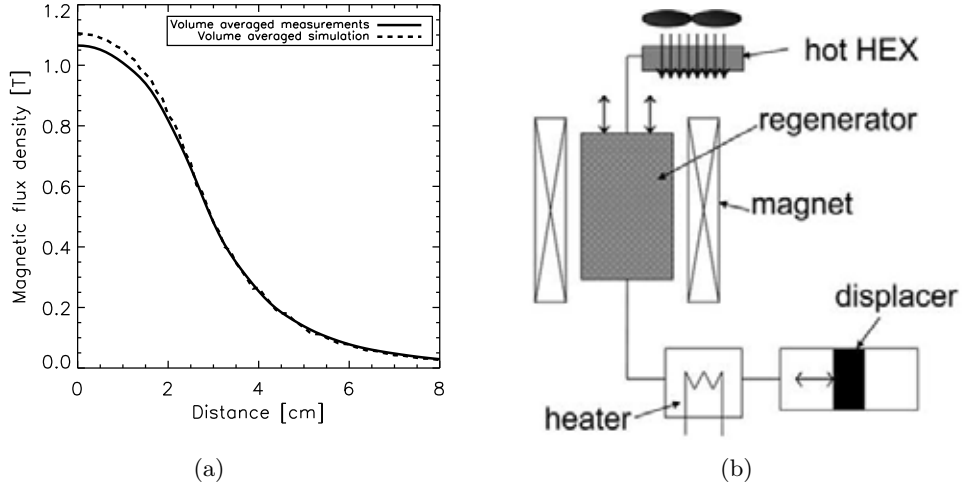 Volume averaged measurements
Volume averaged simulation
Magnetic flux density [T]
1.2
1.0
0.8
0.6
0.4
0.2
0.0
0 2 4 6 8
Distance [cm]
(a)
hot HEX
regenerator
magnet
displacer
heater
(b)